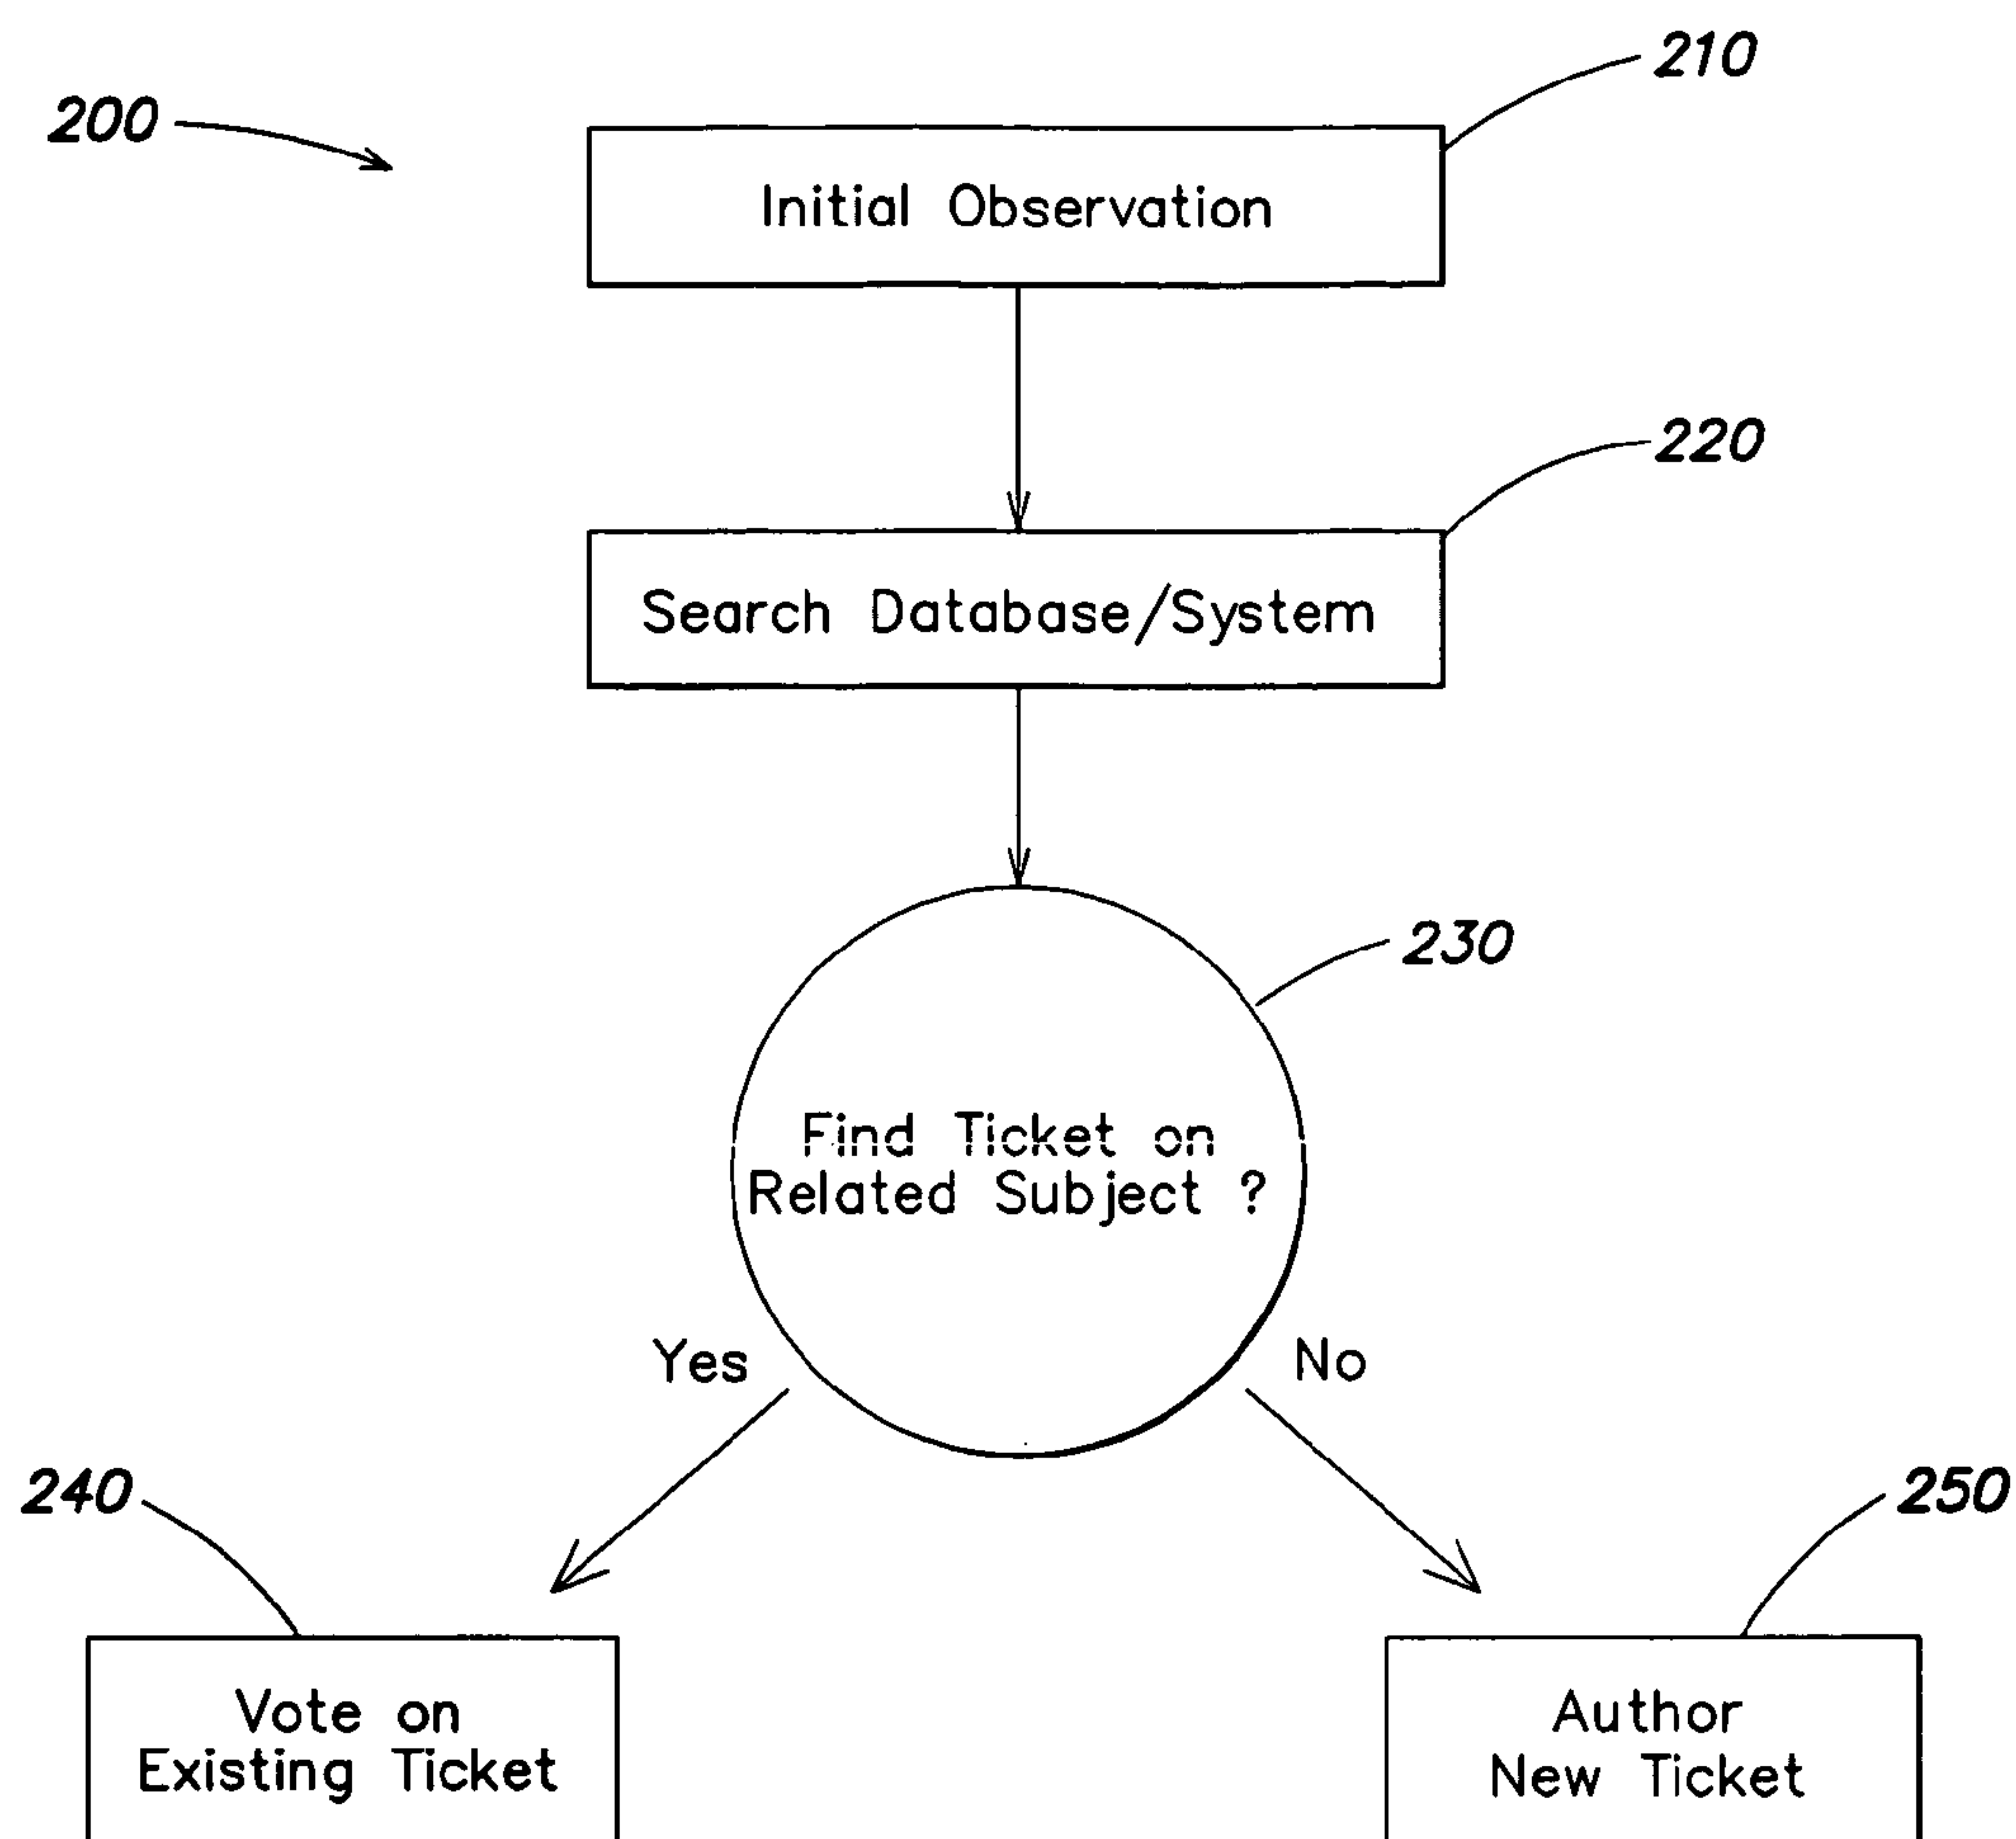 210
200
Initial Observation
220
Search Database/System
230
Find Ticket on
Related Subject ?
Yes
No
240
250
Vote on
Existing Ticket
Author
New Ticket